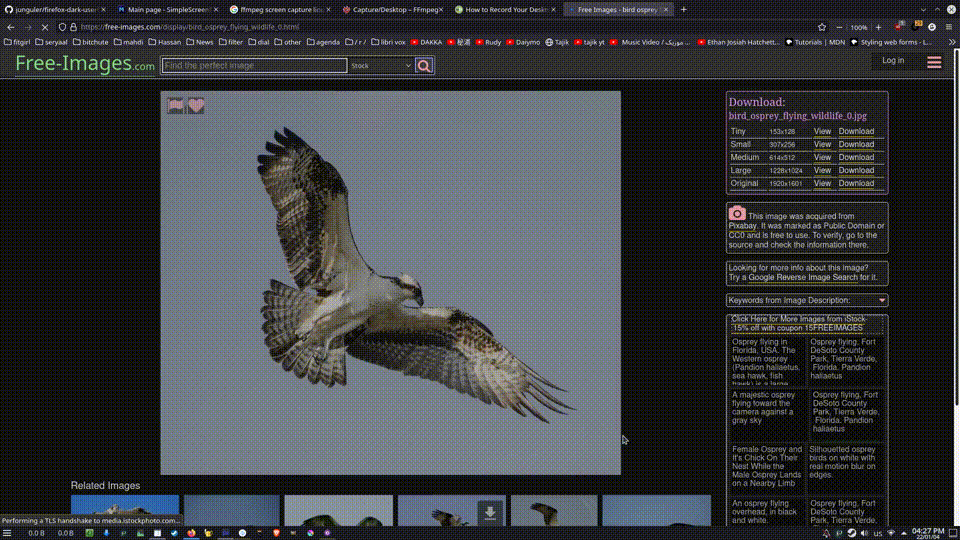 junguler/firefox-dark-user
Main page - SimpleScreen
ffmpeg screen capture li
Capture/Desktop – FFmpeg
How to Record Your Desk
Free Images - bird osprey
https://free-images.com/display/bird_osprey_flying_wildlife_0.html
100%
gitlab
seryaal
bitchute
mahdi
Hassan
News
filter
dial
other
agenda
/ r /
libri vox
DAKKA
Rudy
Daiymo
Tajik
tajik yt
Music Video / موزیک...
Ethan Josiah Hatchett...
Tutorials | MDN
Styling web forms - L...
Free-Images.com
Find the perfect image
Stock
Log in
Download:
bird_osprey_flying_wildlife_0.jpg
Tiny 153x128 View Download
Small 307x256 View Download
Medium 614x512 View Download
Large 1228x1024 View Download
Original 1920x1601 View Download
This image was acquired from
Pixabay. It was marked as Public Domain or
CC0 and is free to use. To verify, go to the
source and check the information there.
Looking for more info about this image?
Try a Google Reverse Image Search for it.
Keywords from Image Description:
Click Here for More Images from iStock-
15% off with coupon 15FREEIMAGES
Osprey flying in
Florida, USA. The
Western osprey
(Pandion haliaetus,
sea hawk, fish
hawk) is a large
Osprey flying, Fort
DeSoto County
Park, Tierra Verde,
Florida. Pandion
haliaetus
A majestic osprey
flying toward the
camera against a
gray sky
Osprey flying, Fort
DeSoto County
Park, Tierra Verde,
Florida. Pandion
haliaetus
Female Osprey and
It's Chick On Their
Nest While the
Male Osprey Lands
on a Nearby Limb
Silhouetted osprey
birds on white with
real motion blur on
edges.
An osprey flying
overhead, in black
and white.
Osprey flying, Fort
DeSoto County
Park, Tierra
Related Images
Performing a TLS handshake to media.istockphoto.com...
0.0 B
0.0 B
us
04:27 PM
22/01/04